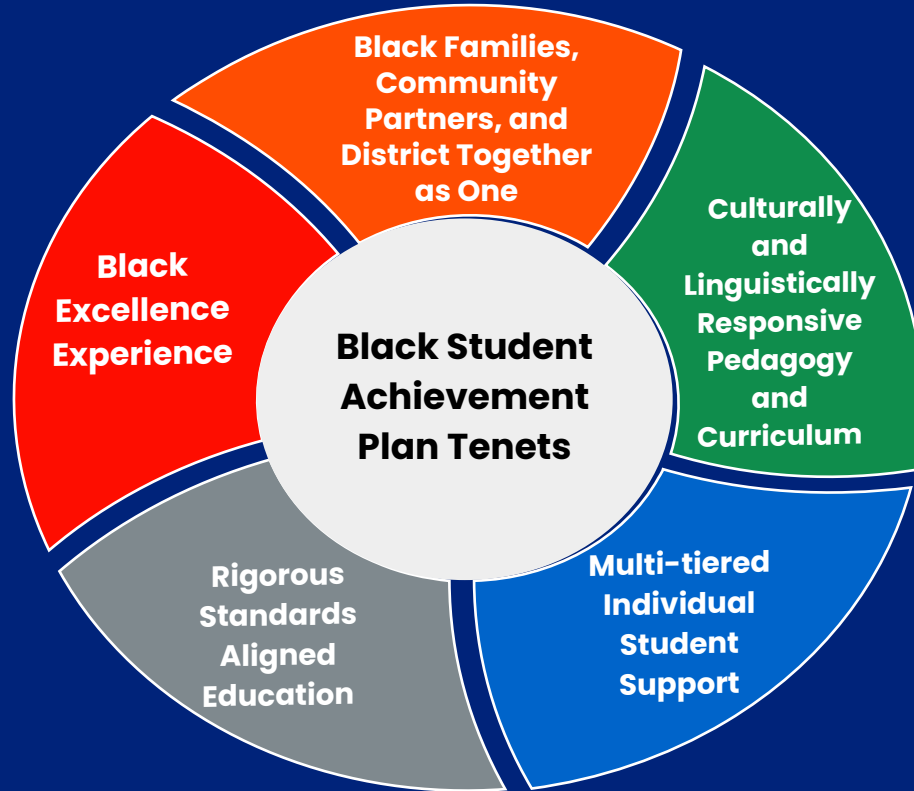 Black Families,
Community
Partners, and
District Together
as One
Culturally
and
Linguistically
Responsive
Pedagogy
and
Curriculum
Multi-tiered
Individual
Student
Support
Rigorous
Standards
Aligned
Education
Black
Excellence
Experience
Black Student
Achievement
Plan Tenets